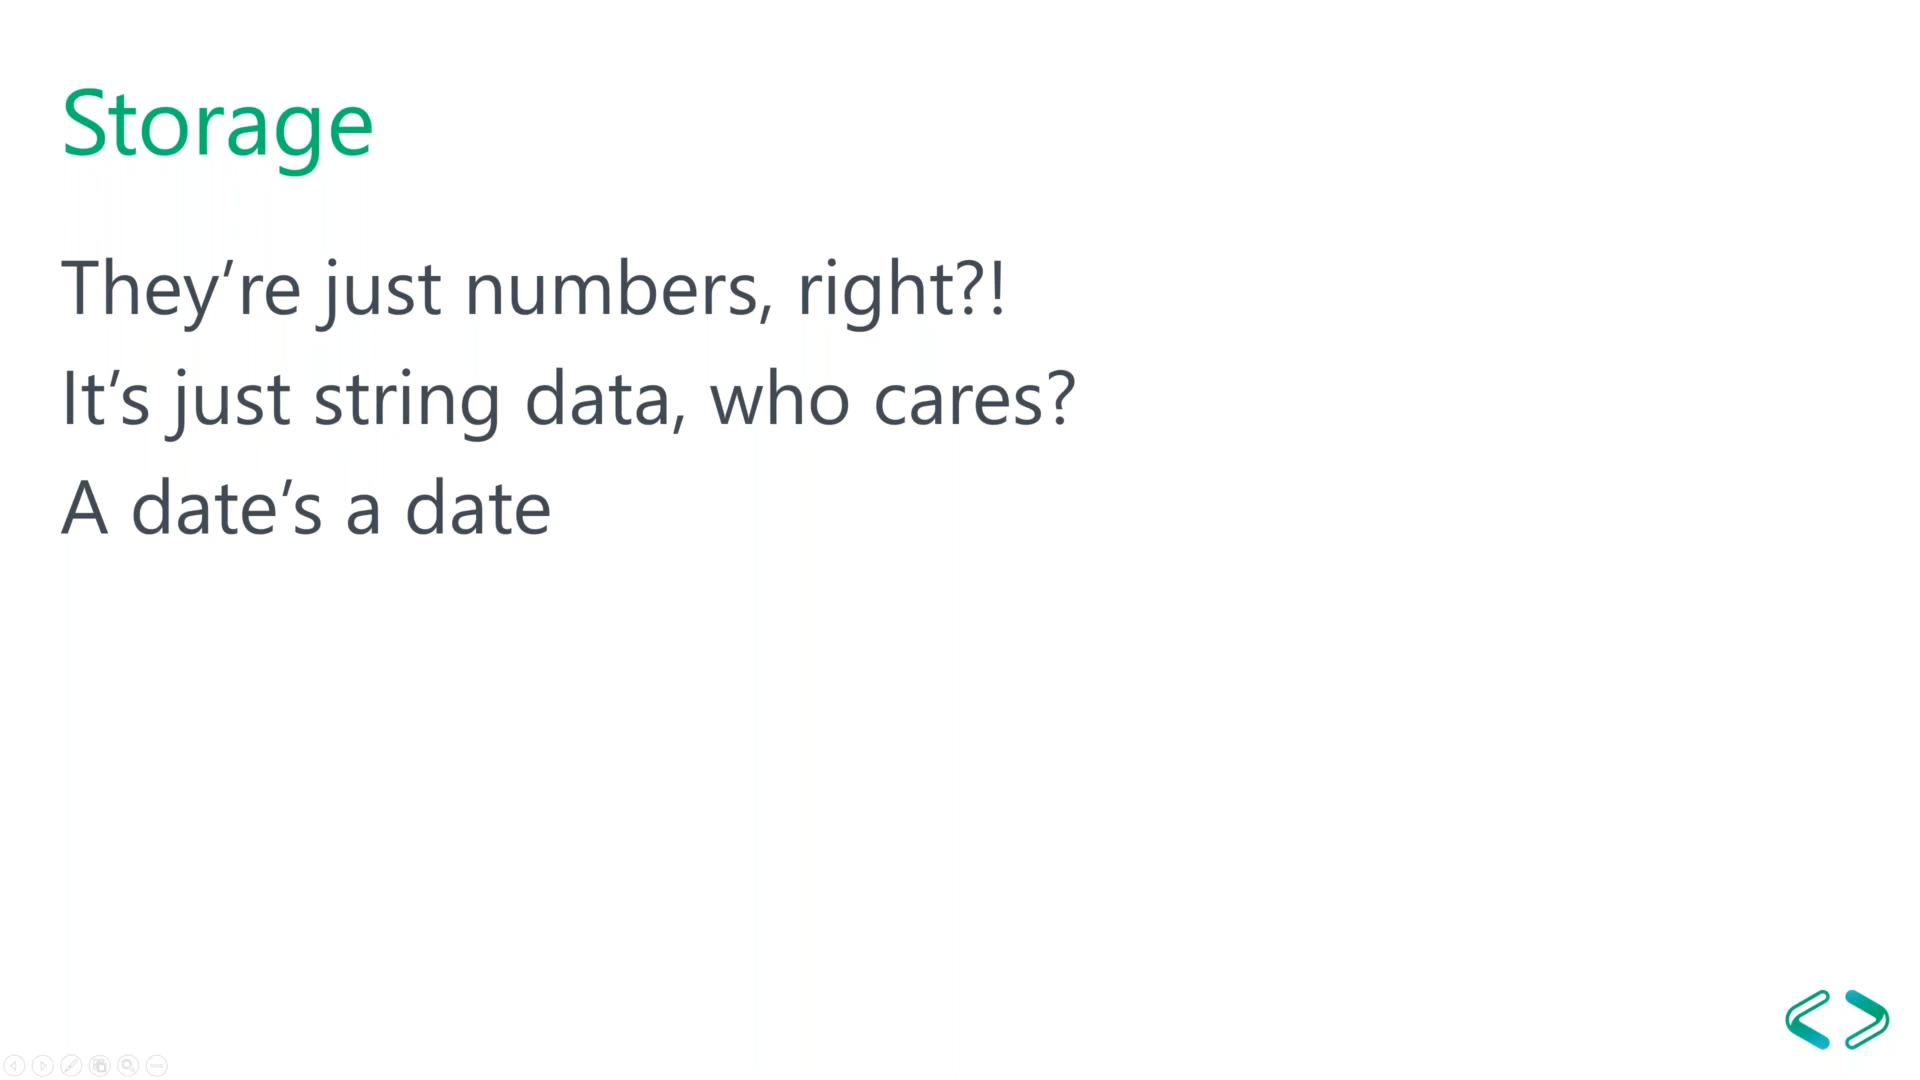 Storage
They’re just numbers, right?!
It’s just string data, who cares?
A date’s a date